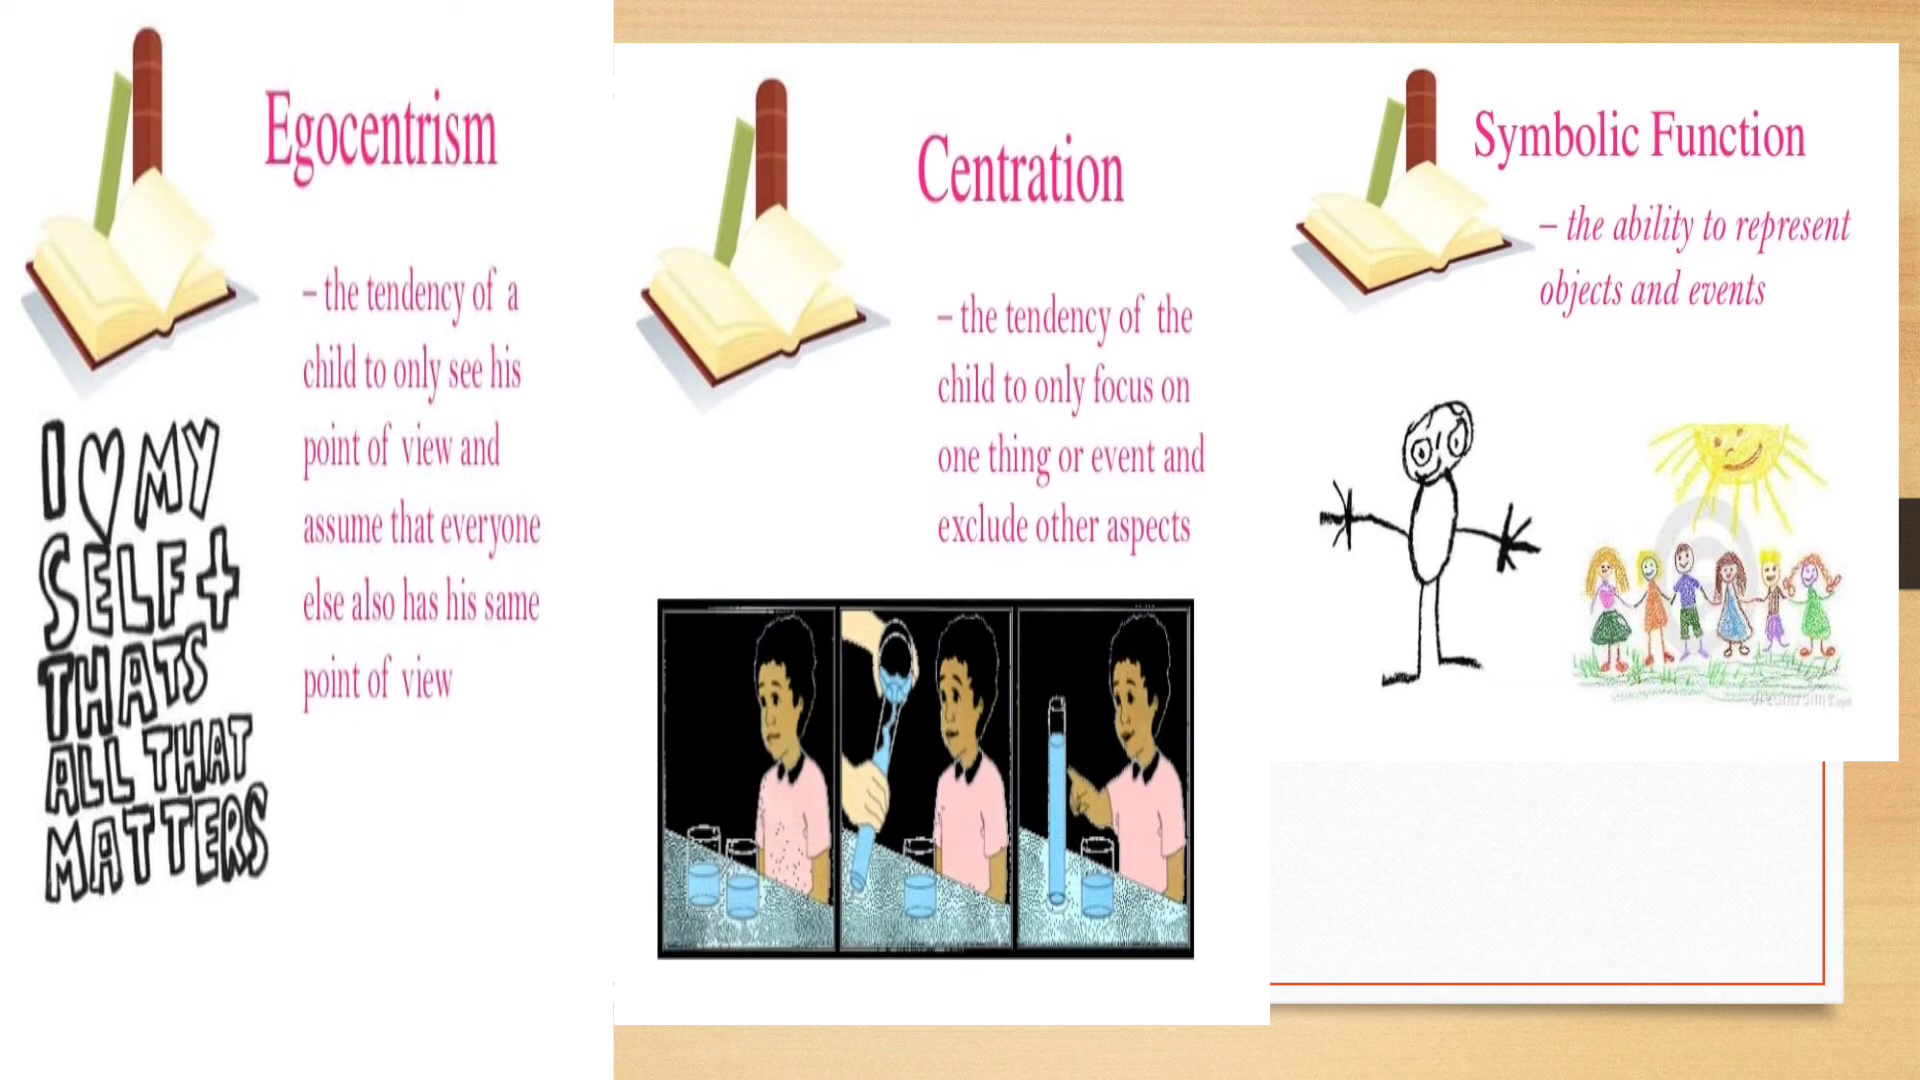 Egocentrism
– the tendency of a
child to only see his
point of view and
assume that everyone
else also has his same
point of view
I ♡ MY
SELF +
THATS
ALL THAT
MATTERS
Centration
– the tendency of the
child to only focus on
one thing or event and
exclude other aspects
Symbolic Function
– the ability to represent
objects and events